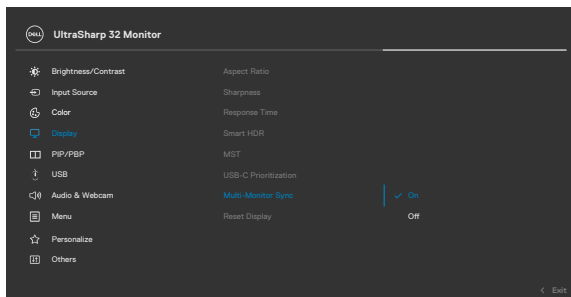 DELL UltraSharp 32 Monitor
Brightness/Contrast Aspect Ratio
Input Source Sharpness
Color Response Time
Display Smart HDR
PIP/PBP MST
USB USB-C Prioritization
Audio & Webcam Multi-Monitor Sync On
Menu Reset Display Off
Personalize
Others
Exit